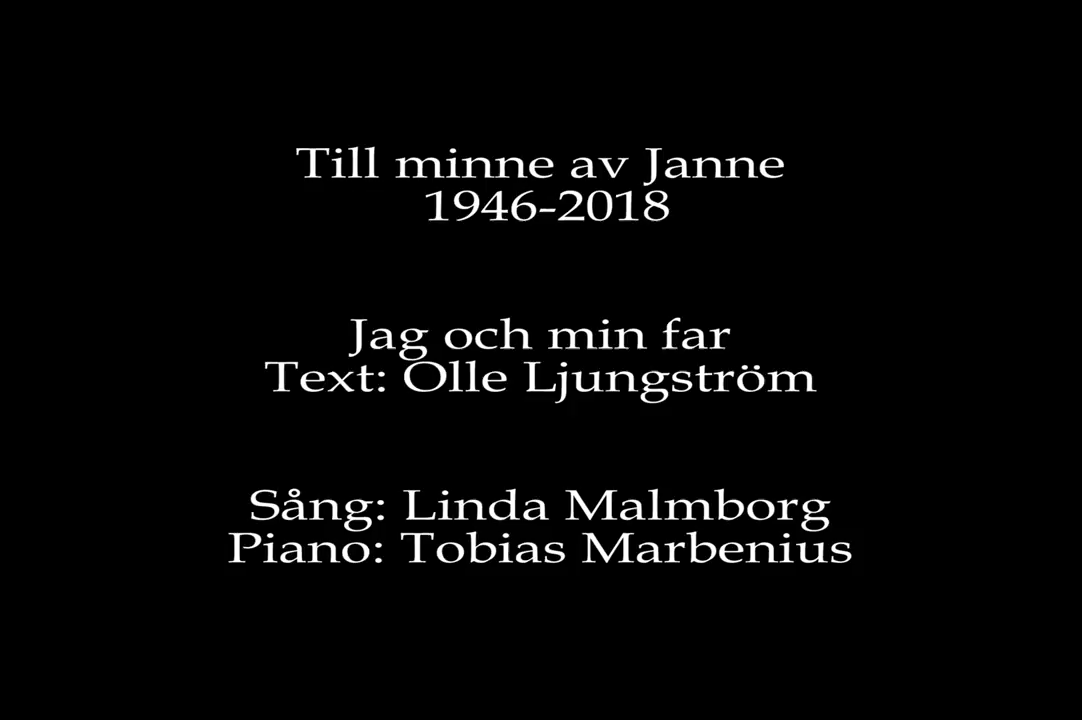 Till minne av Janne
1946-2018
Jag och min far
Text: Olle Ljungström
Sång: Linda Malmborg
Piano: Tobias Marbenius